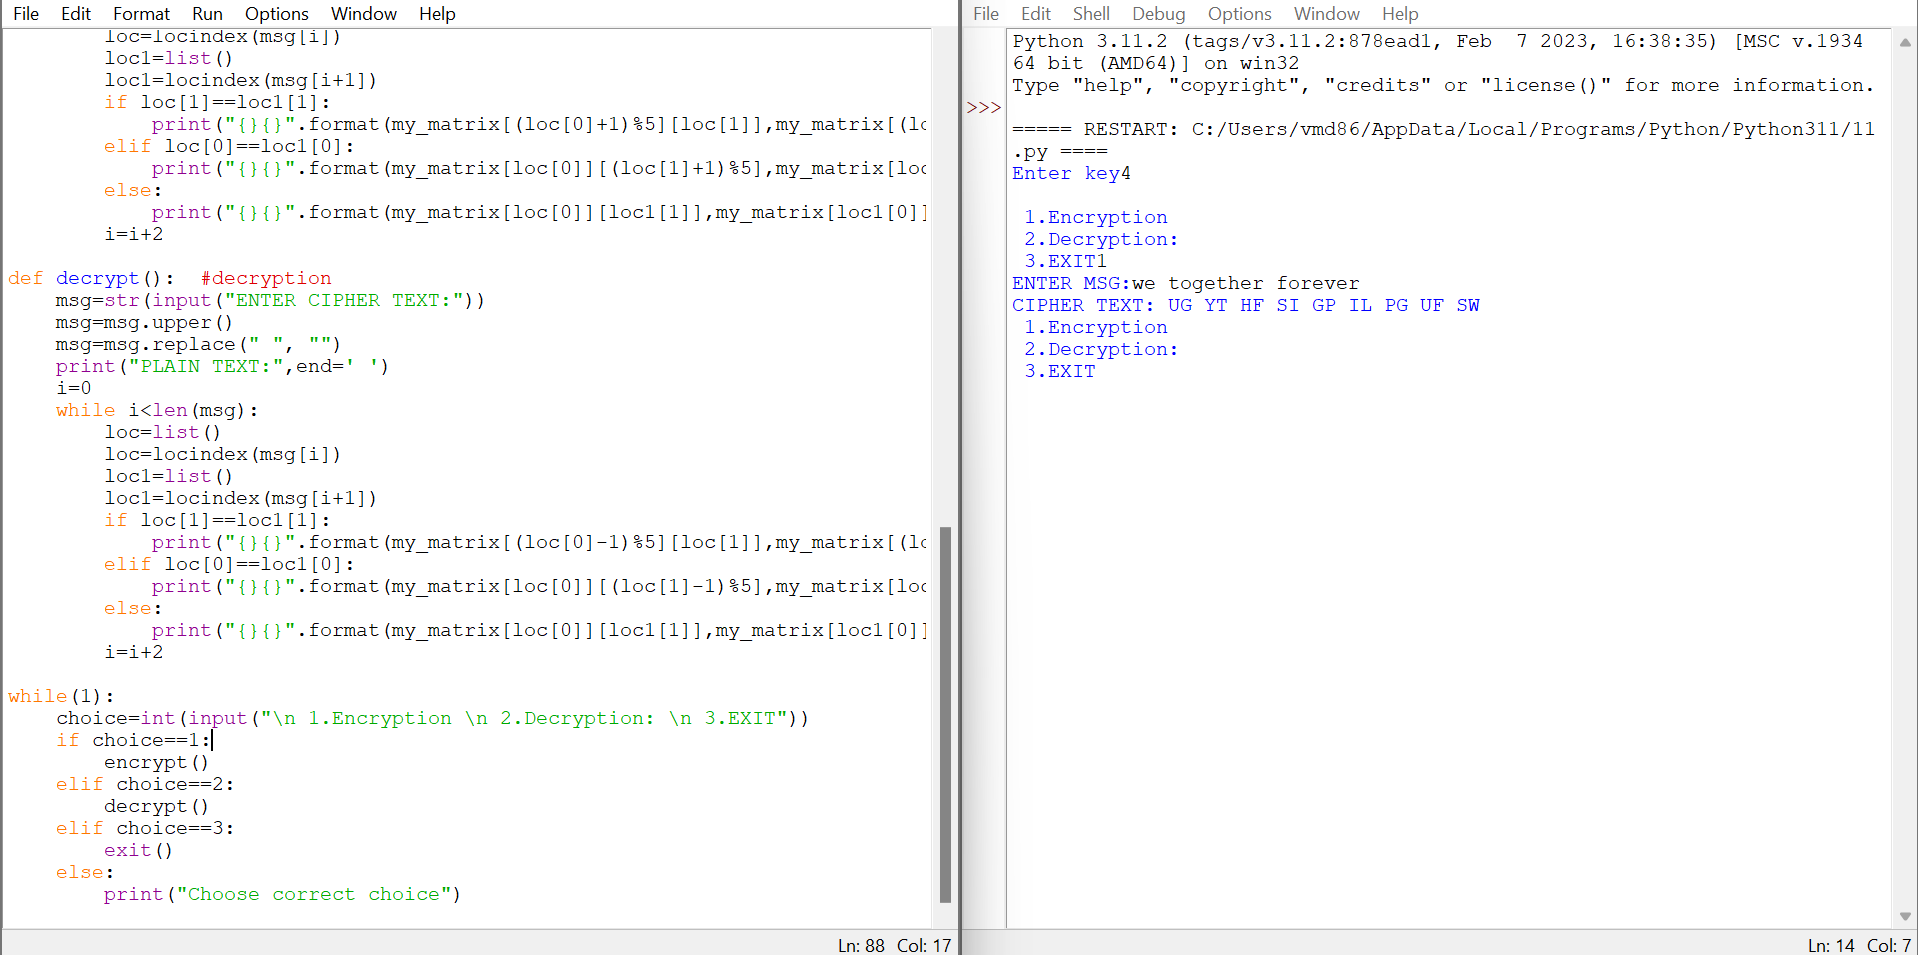 File Edit Format Run Options Window Help
loc=locindex(msg[i])
loc1=list()
loc1=locindex(msg[i+1])
if loc[1]==loc1[1]:
print("{}{}".format(my_matrix[(loc[0]+1)%5][loc[1]],my_matrix[(lo
elif loc[0]==loc1[0]:
print("{}{}".format(my_matrix[loc[0]][(loc[1]+1)%5],my_matrix[loc
else:
print("{}{}".format(my_matrix[loc[0]][loc1[1]],my_matrix[loc1[0]]
i=i+2
def decrypt():  #decryption
msg=str(input("ENTER CIPHER TEXT:"))
msg=msg.upper()
msg=msg.replace(" ", "")
print("PLAIN TEXT:",end=' ')
i=0
while i<len(msg):
loc=list()
loc=locindex(msg[i])
loc1=list()
loc1=locindex(msg[i+1])
if loc[1]==loc1[1]:
print("{}{}".format(my_matrix[(loc[0]-1)%5][loc[1]],my_matrix[(lo
elif loc[0]==loc1[0]:
print("{}{}".format(my_matrix[loc[0]][(loc[1]-1)%5],my_matrix[loc
else:
print("{}{}".format(my_matrix[loc[0]][loc1[1]],my_matrix[loc1[0]]
i=i+2
while(1):
choice=int(input("\n 1.Encryption \n 2.Decryption: \n 3.EXIT"))
if choice==1:
encrypt()
elif choice==2:
decrypt()
elif choice==3:
exit()
else:
print("Choose correct choice")
Ln: 88 Col: 17
File Edit Shell Debug Options Window Help
Python 3.11.2 (tags/v3.11.2:878ead1, Feb  7 2023, 16:38:35) [MSC v.1934
64 bit (AMD64)] on win32
Type "help", "copyright", "credits" or "license()" for more information.
>>>
===== RESTART: C:/Users/vmd86/AppData/Local/Programs/Python/Python311/11
.py ====
Enter key4
1.Encryption
2.Decryption:
3.EXIT1
ENTER MSG:we together forever
CIPHER TEXT: UG YT HF SI GP IL PG UF SW
1.Encryption
2.Decryption:
3.EXIT
Ln: 14 Col: 7